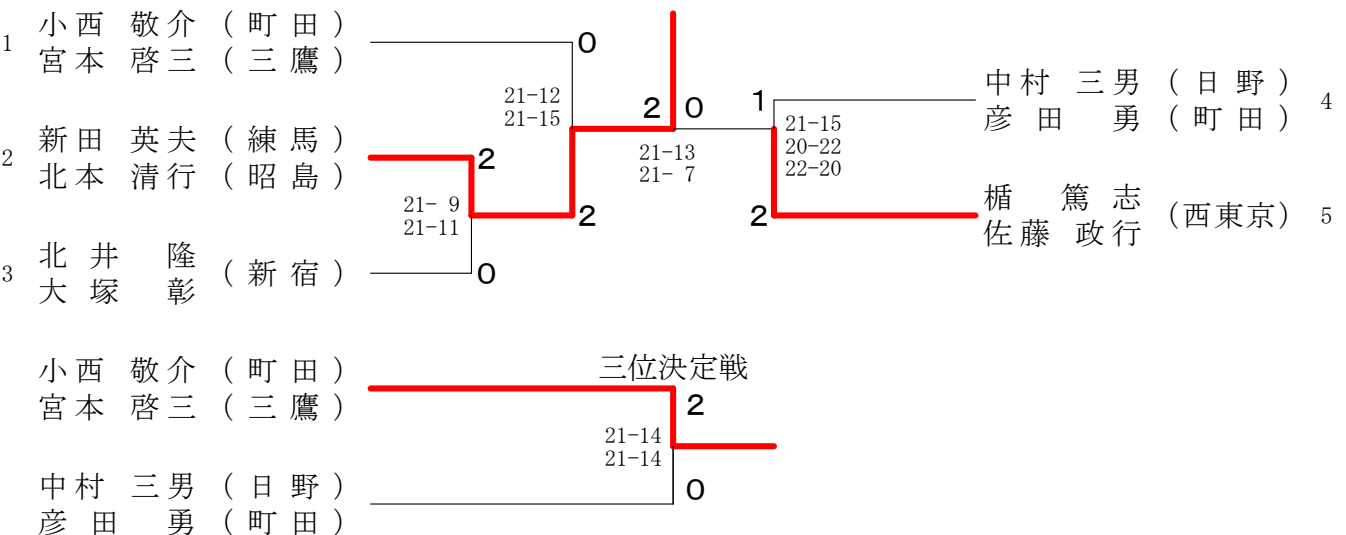 1
小西 敬介 ( 町 田 )
宮本 啓三 ( 三 鷹 )
0
21-12
21-15
2
新田 英夫 ( 練 馬 )
北本 清行 ( 昭 島 )
2
21- 9
21-11
2
3
北 井 隆
大 塚 彰
( 新 宿 )
0
2 0
21-13
21- 7
1
21-15
20-22
22-20
2
中村 三男 ( 日 野 )
彦 田 勇 ( 町 田 )
4
楯 篤 志
佐藤 政行
(西東京)
5
三位決定戦
小西 敬介 ( 町 田 )
宮本 啓三 ( 三 鷹 )
2
21-14
21-14
中村 三男 ( 日 野 )
彦 田 勇 ( 町 田 )
0